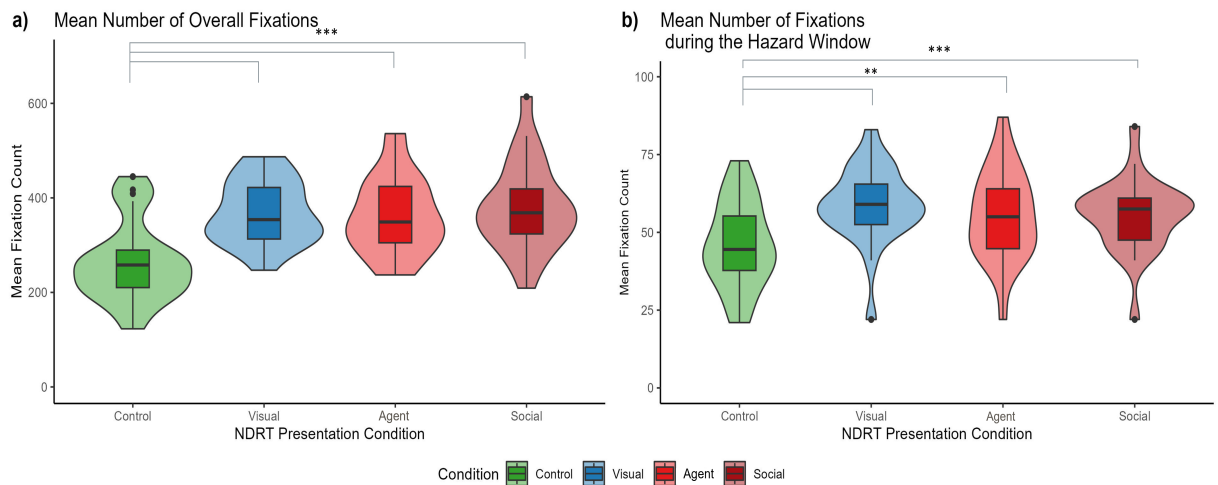 a)
Mean Number of Overall Fixations
***
Mean Fixation Count
600
400
200
0
Control Visual Agent Social
NDRT Presentation Condition
b)
Mean Number of Fixations
during the Hazard Window
***
**
Mean Fixation Count
100
75
50
25
0
Control Visual Agent Social
NDRT Presentation Condition
Condition Control Visual Agent Social